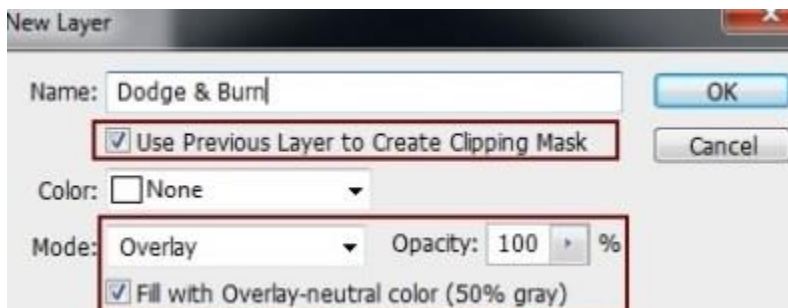 New Layer
Name: Dodge & Burn OK
Use Previous Layer to Create Clipping Mask Cancel
Color: None
Mode: Overlay Opacity: 100 %
Fill with Overlay-neutral color (50% gray)